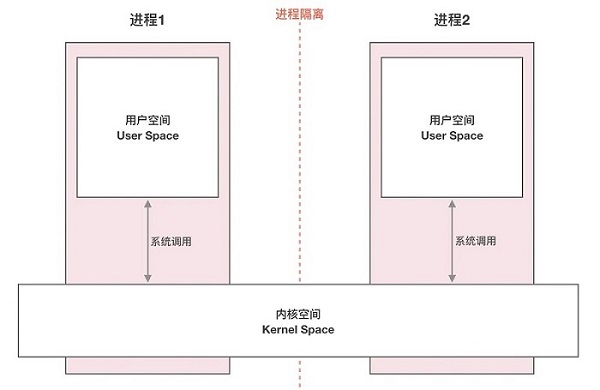 进程1
进程隔离
进程2
用户空间
User Space
用户空间
User Space
系统调用
系统调用
内核空间
Kernel Space